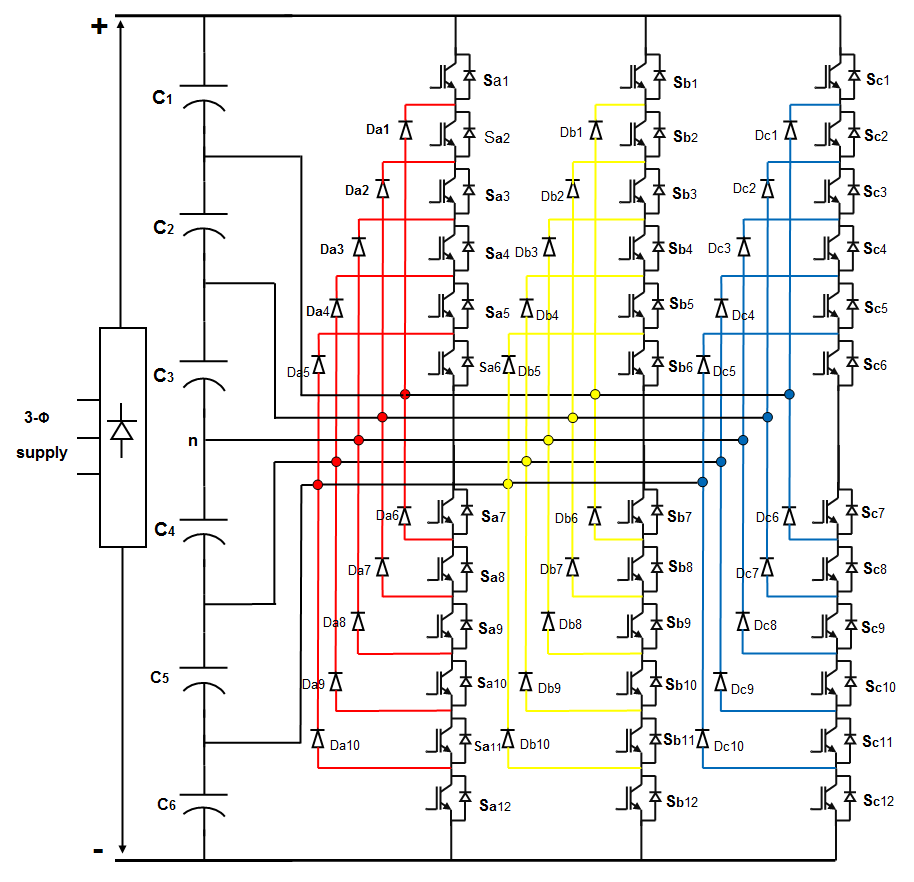 +
Sa1
Sb1
Sc1
C1
Da1
Sa2
Db1
Sb2
Dc1
Sc2
Da2
Sa3
Db2
Sb3
Dc2
Sc3
C2
Da3
Sa4
Db3
Sb4
Dc3
Sc4
Da4
Sa5
Db4
Sb5
Dc4
Sc5
C3
Da5
Sa6
Db5
Sb6
Dc5
Sc6
3-Φ
supply
n
C4
Da6
Sa7
Db6
Sb7
Dc6
Sc7
Da7
Sa8
Db7
Sb8
Dc7
Sc8
Da8
Sa9
Db8
Sb9
Dc8
Sc9
C5
Da9
Sa10
Db9
Sb10
Dc9
Sc10
Da10
Sa11
Db10
Sb11
Dc10
Sc11
C6
Sa12
Sb12
Sc12
-